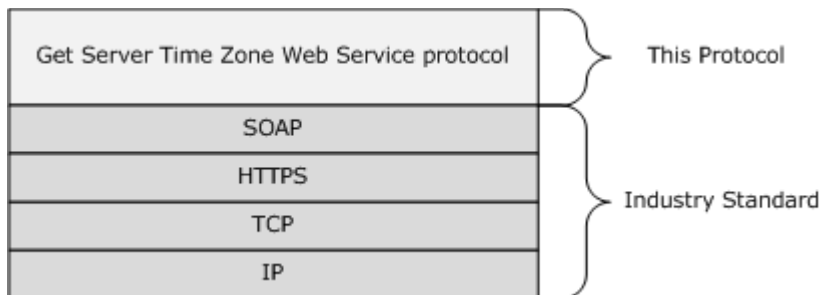 Get Server Time Zone Web Service protocol
This Protocol
SOAP
HTTPS
TCP
IP
Industry Standard